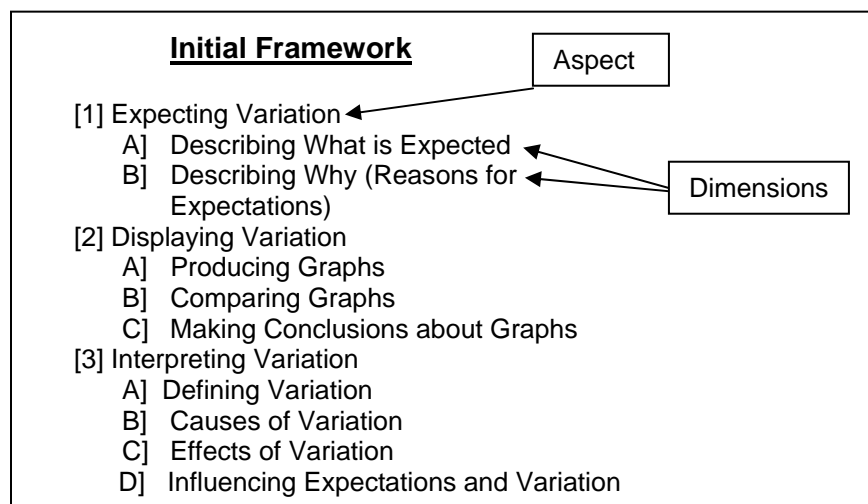 Initial Framework
Aspect
[1] Expecting Variation
A] Describing What is Expected
B] Describing Why (Reasons for
Expectations)
Dimensions
[2] Displaying Variation
A] Producing Graphs
B] Comparing Graphs
C] Making Conclusions about Graphs
[3] Interpreting Variation
A] Defining Variation
B] Causes of Variation
C] Effects of Variation
D] Influencing Expectations and Variation